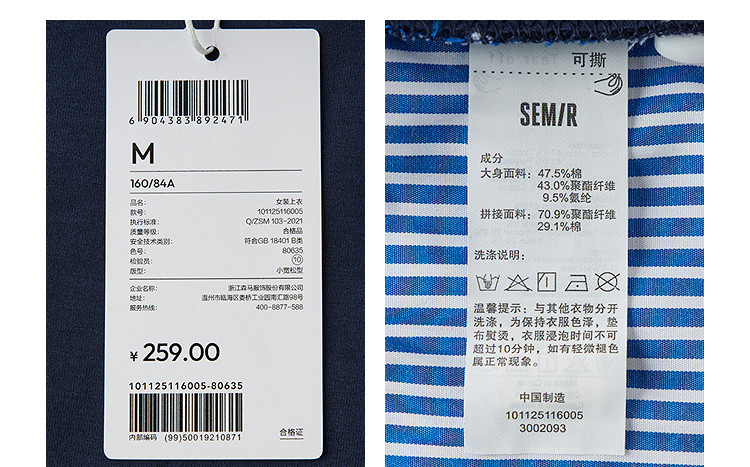 6 904383 892471
M
160/84A
品名: 女装上衣
款号: 101125116005
执行标准: Q/ZSM 103-2021
质量等级: 合格品
安全技术类别: 符合GB 18401 B类
色号: 80635
检验员: 10
版型: 小宽松型
企业名称: 浙江森马服饰股份有限公司
地址: 温州市瓯海区娄桥工业园南汇路98号
服务热线: 400-8877-588
¥ 259.00
101125116005-80635
内部编码 (99)50019210871
合格证
可撕
Tear off
SEM/R
成分
大身面料: 47.5%棉
43.0%聚酯纤维
9.5%氨纶
拼接面料: 70.9%聚酯纤维
29.1%棉
洗涤说明:
温馨提示: 与其他衣物分开
洗涤, 为保持衣服色泽, 垫
布熨烫, 衣服浸泡时间不可
超过10分钟, 如有轻微褪色
属正常现象。
中国制造
101125116005
3002093